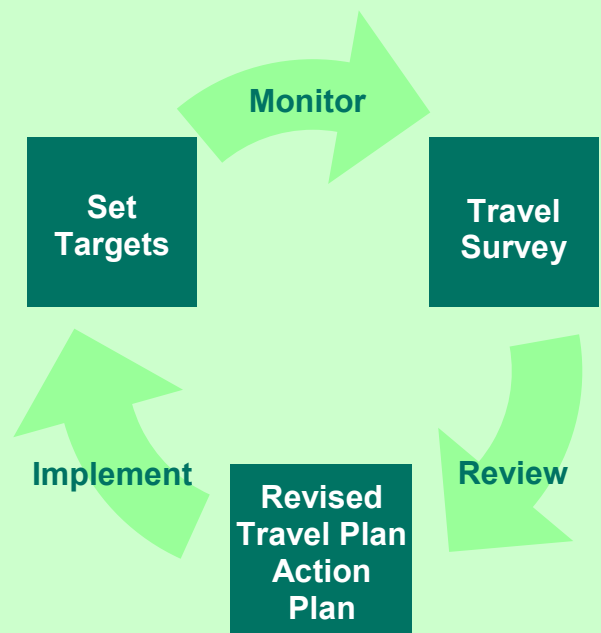 Monitor
Set
Targets
Travel
Survey
Implement
Review
Revised
Travel Plan
Action
Plan